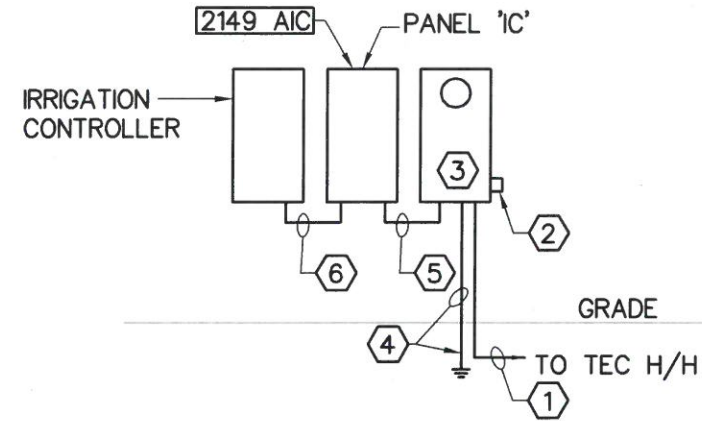 2149 AIC
PANEL 'IC'
IRRIGATION
CONTROLLER
3
2
6
5
GRADE
4
TO TEC H/H
1